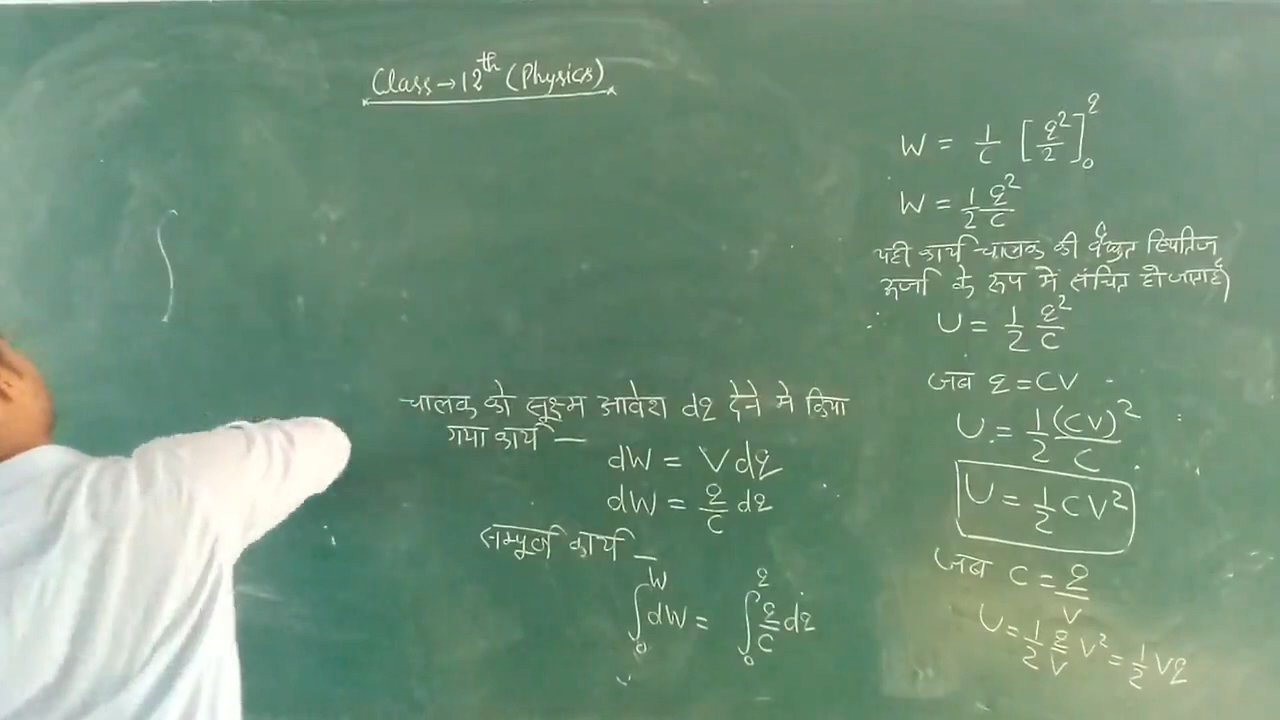 Class → 12th (Physics)
चालक को सूक्ष्म आवेश dq देने में किया
गया कार्य —
dW = V dq
dW = q/C dq
सम्पूर्ण कार्य —
∫₀^W dW = ∫₀^q q/C dq
W = 1/C [q²/2]₀^q
W = 1/2 q²/C
यही कार्य चालक की वैद्युत स्थितिज
ऊर्जा के रूप में संचित हो जाता है
U = 1/2 q²/C
जब q = CV
U = 1/2 (CV)²/C
U = 1/2 CV²
जब C = q/V
U = 1/2 q/V V² = 1/2 Vq